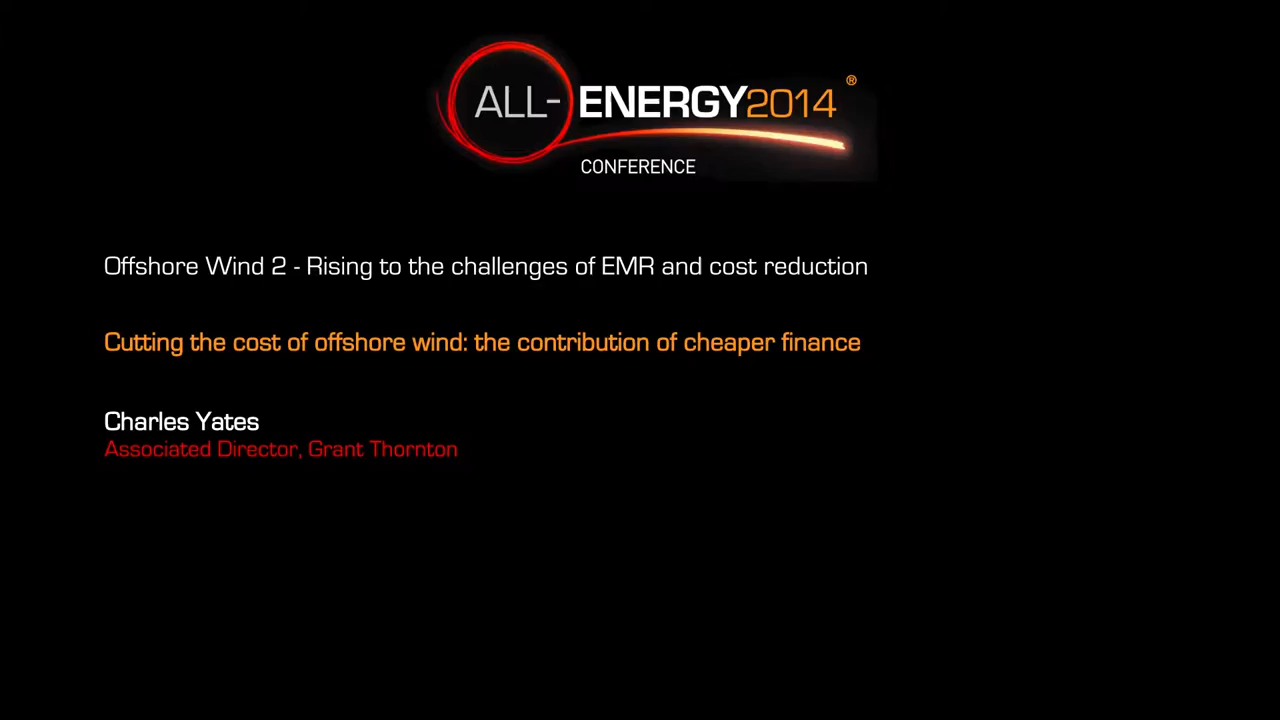 ALL-ENERGY2014®
CONFERENCE
Offshore Wind 2 - Rising to the challenges of EMR and cost reduction
Cutting the cost of offshore wind: the contribution of cheaper finance
Charles Yates
Associated Director, Grant Thornton